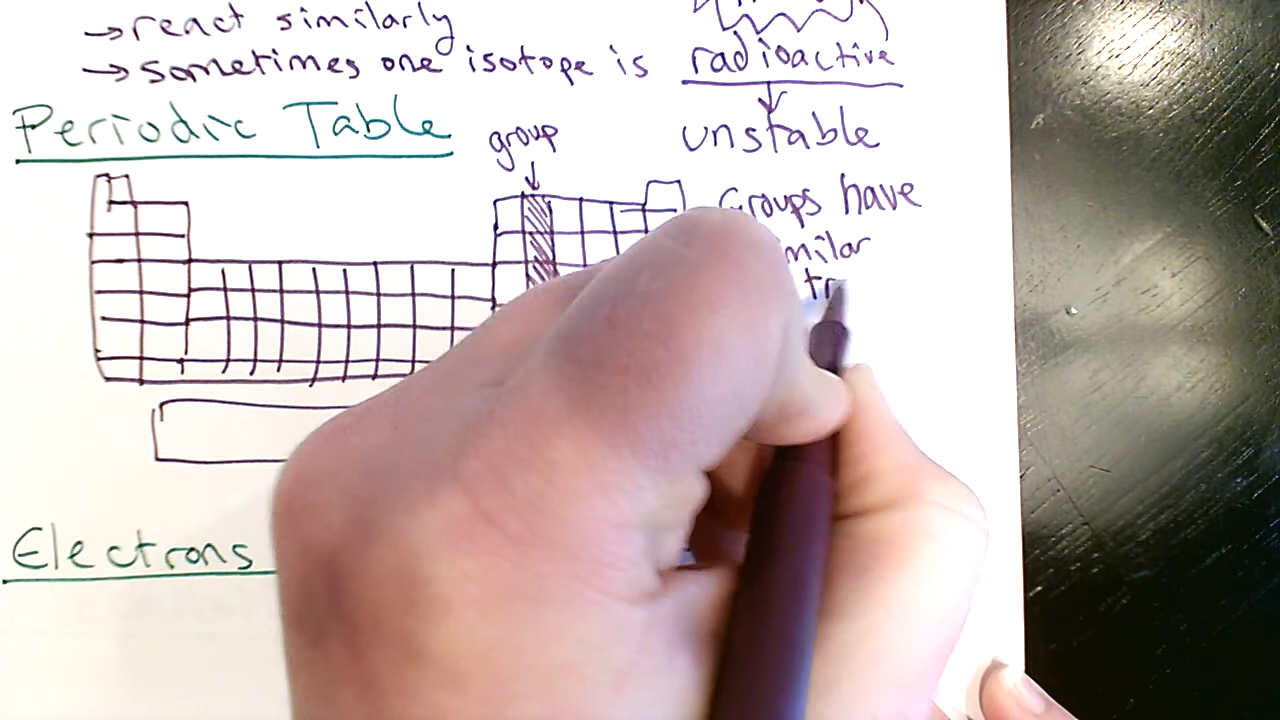 →react similarly
→sometimes one isotope is radioactive
Periodic Table
group
unstable
Groups have
Electrons